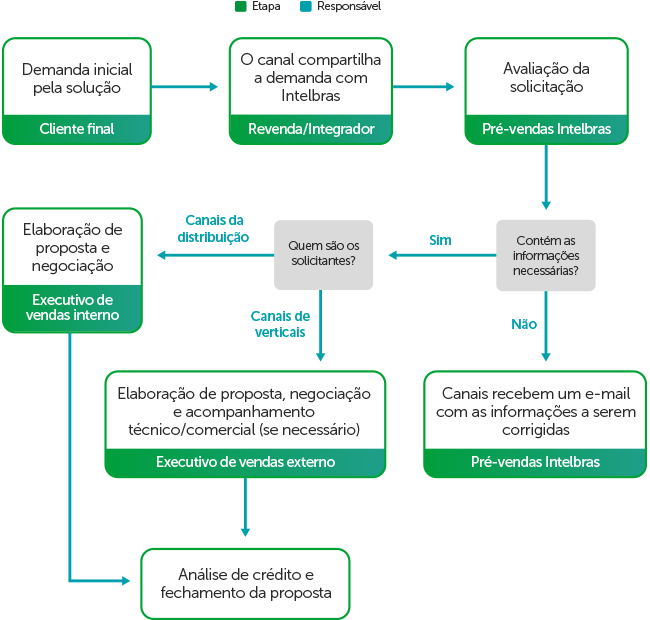 Etapa
Responsável
Demanda inicial
pela solução
Cliente final
O canal compartilha
a demanda com
Intelbras
Revenda/Integrador
Avaliação da
solicitação
Pré-vendas Intelbras
Contém as
informações
necessárias?
Sim
Não
Quem são os
solicitantes?
Canais da
distribuição
Canais de
verticais
Elaboração de
proposta e
negociação
Executivo de
vendas interno
Elaboração de proposta, negociação
e acompanhamento
técnico/comercial (se necessário)
Executivo de vendas externo
Canais recebem um e-mail
com as informações a serem
corrigidas
Pré-vendas Intelbras
Análise de crédito e
fechamento da proposta